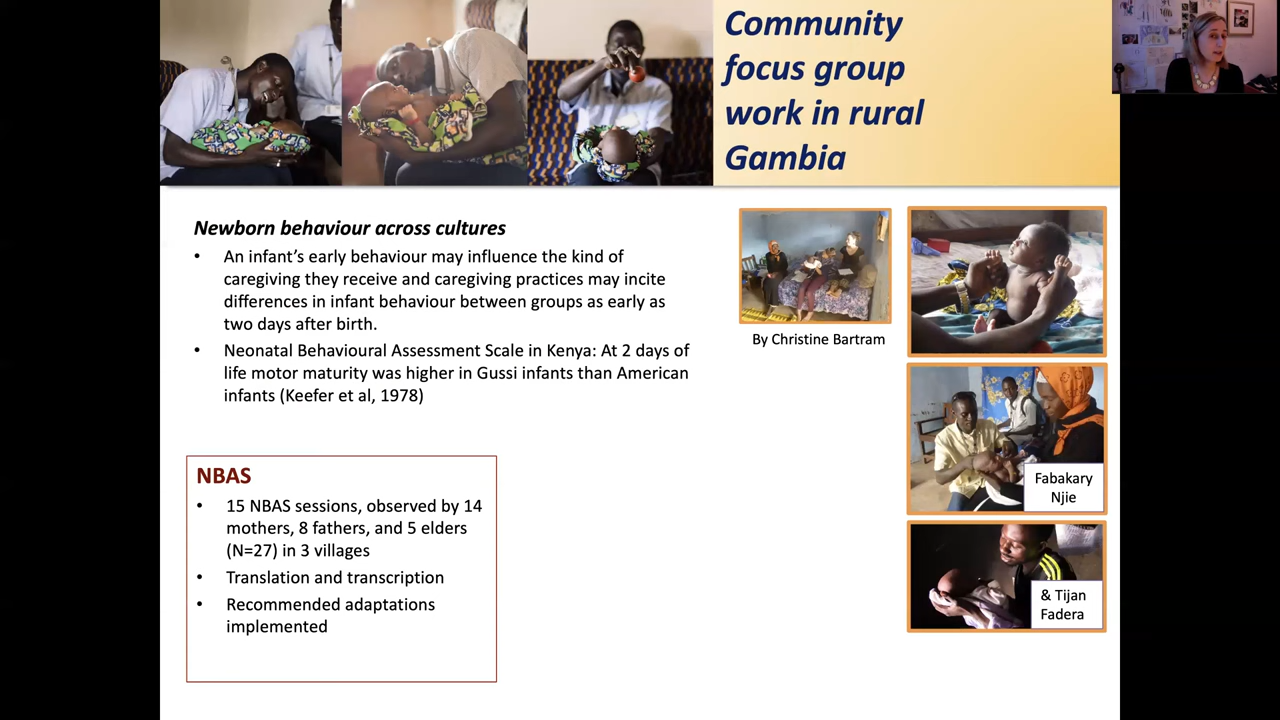 Community
focus group
work in rural
Gambia
Newborn behaviour across cultures
• An infant's early behaviour may influence the kind of
caregiving they receive and caregiving practices may incite
differences in infant behaviour between groups as early as
two days after birth.
• Neonatal Behavioural Assessment Scale in Kenya: At 2 days of
life motor maturity was higher in Gussi infants than American
infants (Keefer et al, 1978)
By Christine Bartram
Fabakary
Njie
& Tijan
Fadera
NBAS
• 15 NBAS sessions, observed by 14
mothers, 8 fathers, and 5 elders
(N=27) in 3 villages
• Translation and transcription
• Recommended adaptations
implemented